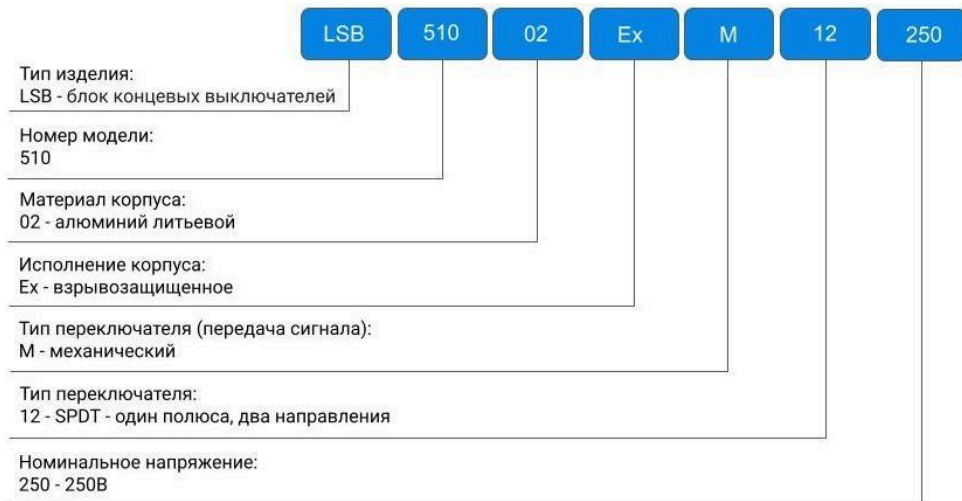 LSB 510 02 Ex M 12 250
Тип изделия:
LSB - блок концевых выключателей
Номер модели:
510
Материал корпуса:
02 - алюминий литьевой
Исполнение корпуса:
Ex - взрывозащищенное
Тип переключателя (передача сигнала):
M - механический
Тип переключателя:
12 - SPDT - один полюса, два направления
Номинальное напряжение:
250 - 250В